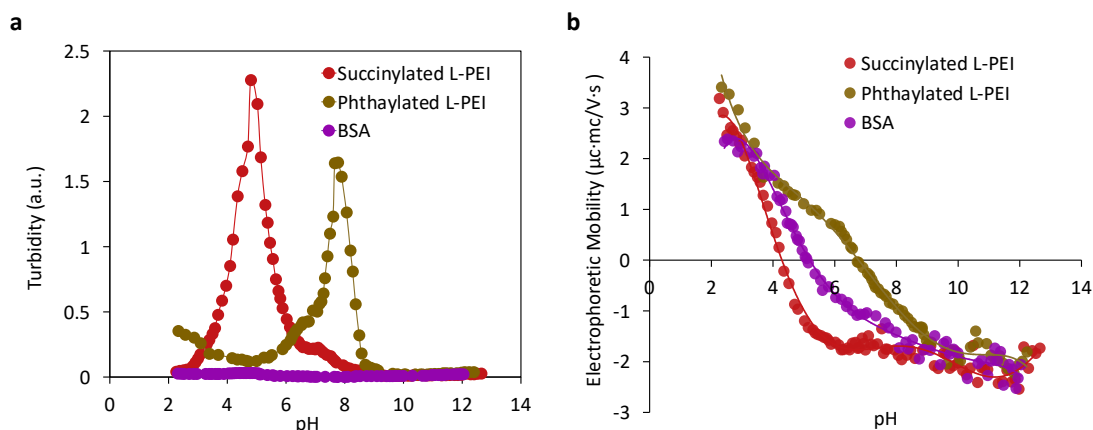 a
2.5
2
1.5
1
0.5
0
0
2
4
6
8
10
12
14
Turbidity (a.u.)
pH
Succinylated L-PEI
Phthaylated L-PEI
BSA
b
4
3
2
1
0
-1
-2
-3
0
2
4
6
8
10
12
14
Electrophoretic Mobility (µc·mc/V·s)
pH
Succinylated L-PEI
Phthaylated L-PEI
BSA